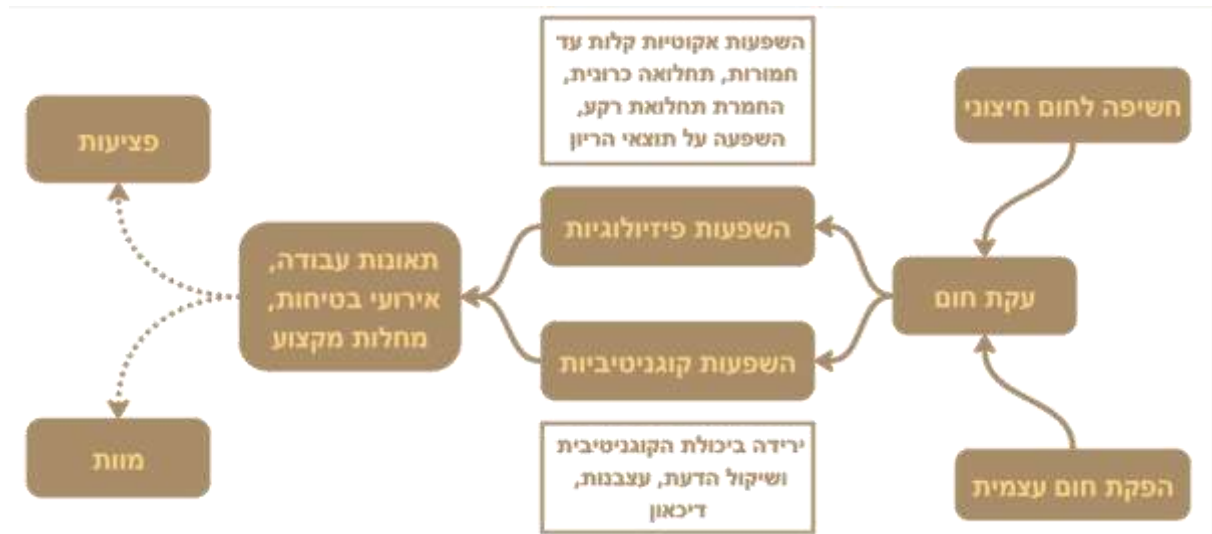 חשיפה לחום חיצוני
הפקת חום עצמית
עקת חום
השפעות אקוטיות קלות עד
חמורות, תחלואה כרונית,
החמרת תחלואת רקע,
השפעה על תוצאי הריון
השפעות פיזיולוגיות
השפעות קוגניטיביות
ירידה ביכולת הקוגניטיבית
ושיקול הדעת, עצבנות,
דיכאון
תאונות עבודה,
אירועי בטיחות,
מחלות מקצוע
פציעות
מוות